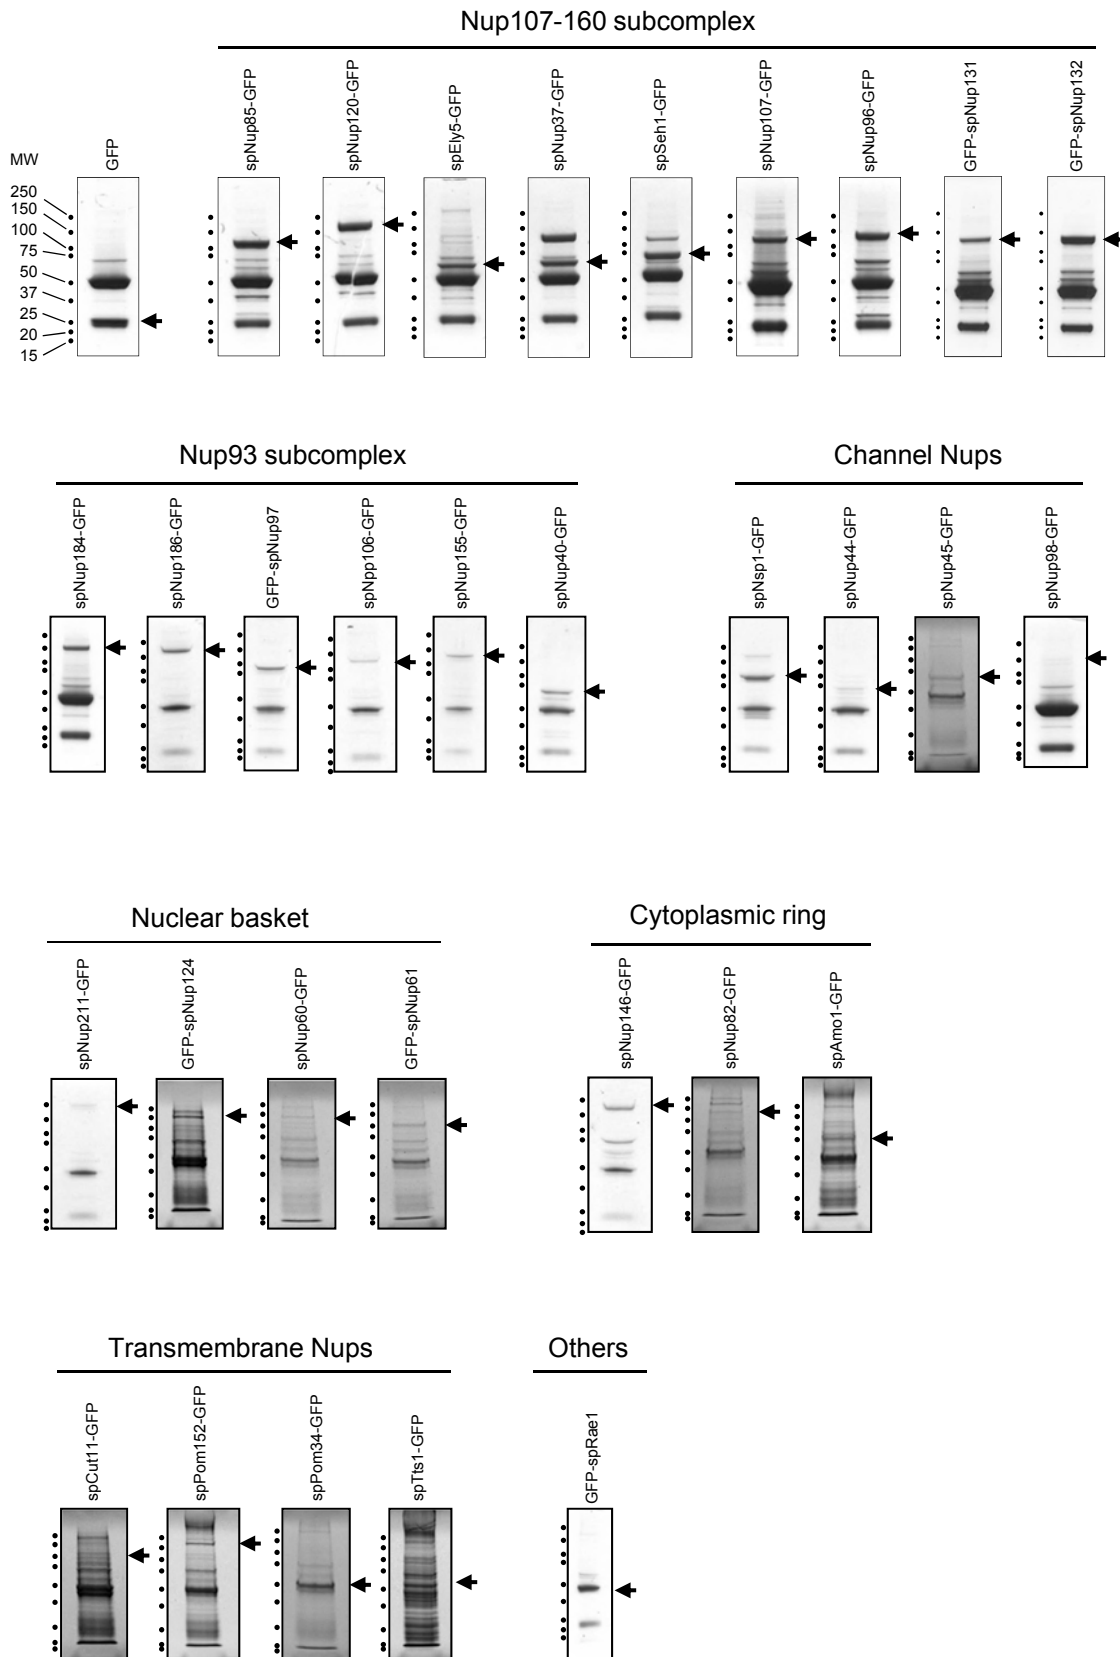 Nup107-160 subcomplex
MW
250
150
100
75
50
37
25
20
15
GFP
spNup85-GFP
spNup120-GFP
spEly5-GFP
spNup37-GFP
spSeh1-GFP
spNup107-GFP
spNup96-GFP
GFP-spNup131
GFP-spNup132
Nup93 subcomplex
spNup184-GFP
spNup186-GFP
GFP-spNup97
spNpp106-GFP
spNup155-GFP
spNup40-GFP
Channel Nups
spNsp1-GFP
spNup44-GFP
spNup45-GFP
spNup98-GFP
Nuclear basket
spNup211-GFP
GFP-spNup124
spNup60-GFP
GFP-spNup61
Cytoplasmic ring
spNup146-GFP
spNup82-GFP
spAmo1-GFP
Transmembrane Nups
spCut11-GFP
spPom152-GFP
spPom34-GFP
spTts1-GFP
Others
GFP-spRae1